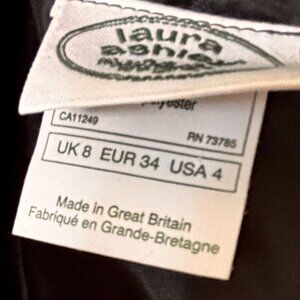 laura
ashley
polyester
CA11249 RN 73785
UK 8 EUR 34 USA 4
Made in Great Britain
Fabriqué en Grande-Bretagne